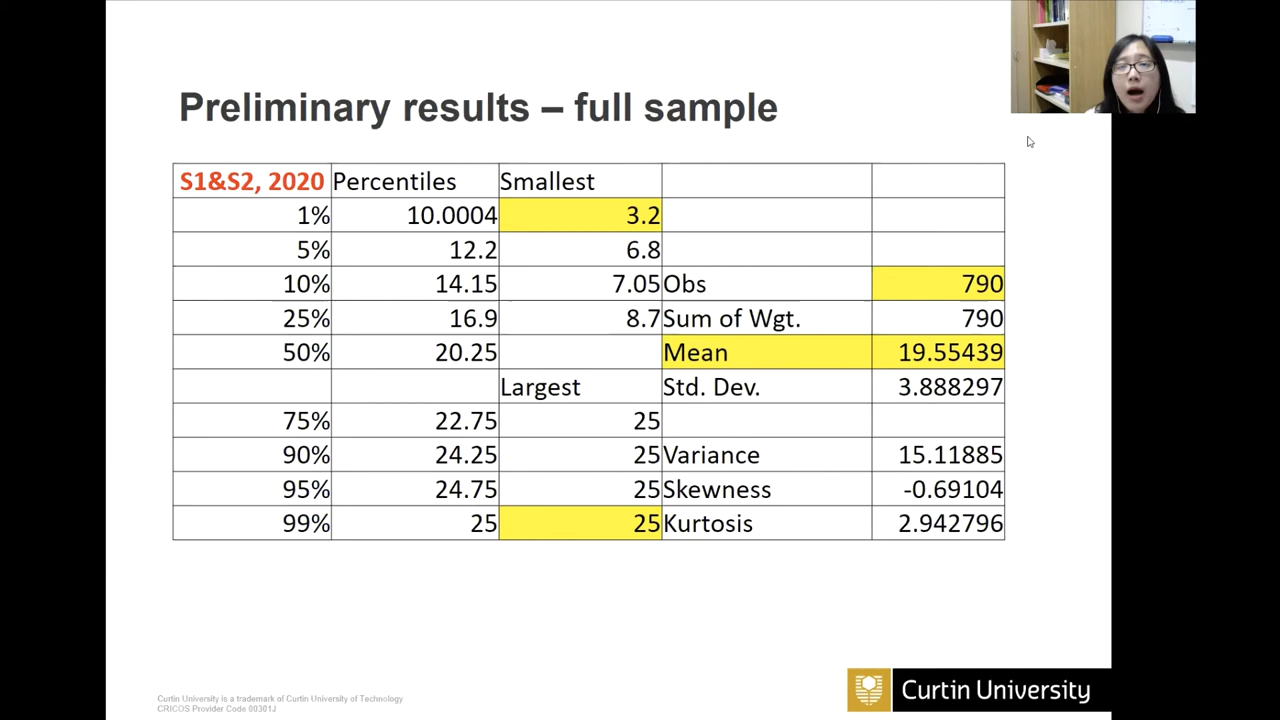 Preliminary results – full sample
S1&S2, 2020 Percentiles Smallest
1% 10.0004 3.2
5% 12.2 6.8
10% 14.15 7.05 Obs 790
25% 16.9 8.7 Sum of Wgt. 790
50% 20.25 Mean 19.55439
Largest Std. Dev. 3.888297
75% 22.75 25
90% 24.25 25 Variance 15.11885
95% 24.75 25 Skewness -0.69104
99% 25 25 Kurtosis 2.942796
Curtin University is a trademark of Curtin University of Technology
CRICOS Provider Code 00301J
Curtin University